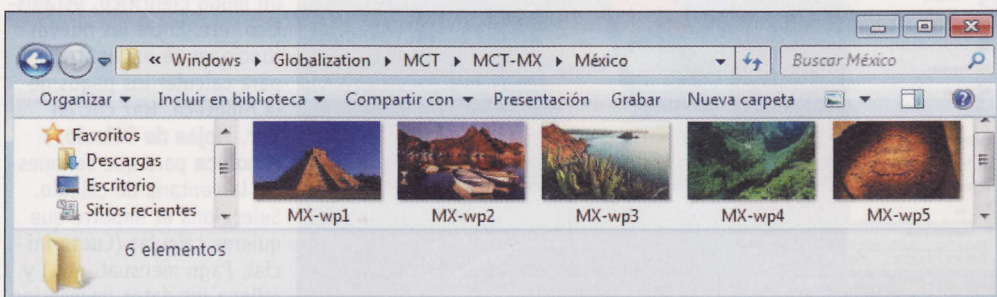 « Windows ▸ Globalization ▸ MCT ▸ MCT-MX ▸ México
Buscar México
Organizar Incluir en biblioteca Compartir con Presentación Grabar Nueva carpeta
Favoritos
Descargas
Escritorio
Sitios recientes
MX-wp1 MX-wp2 MX-wp3 MX-wp4 MX-wp5
6 elementos